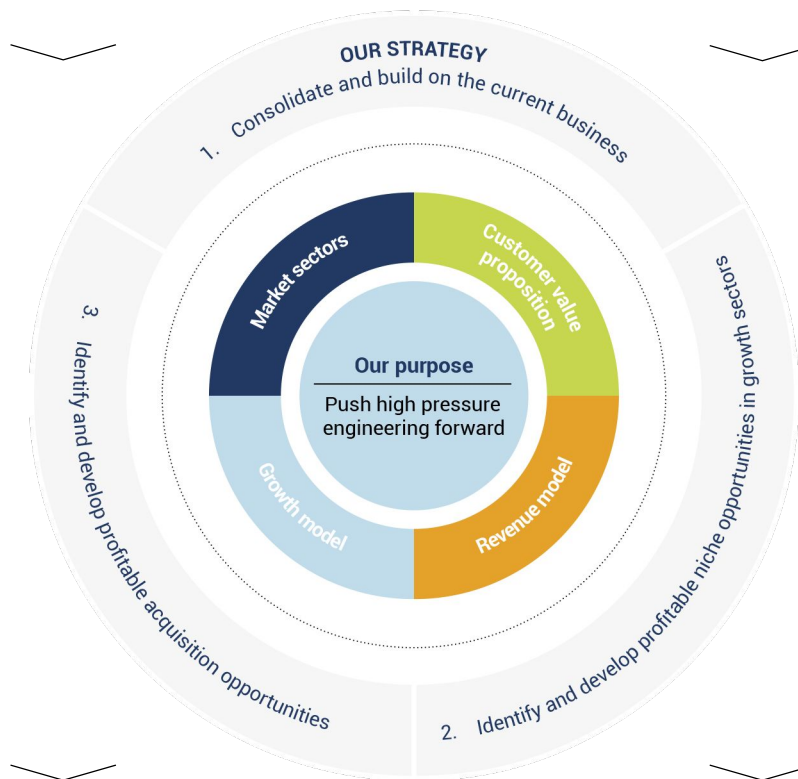 OUR STRATEGY
1. Consolidate and build on the current business
2. Identify and develop profitable niche opportunities in growth sectors
3. Identify and develop profitable acquisition opportunities
Market sectors
Customer value
proposition
Revenue model
Growth model
Our purpose
Push high pressure
engineering forward